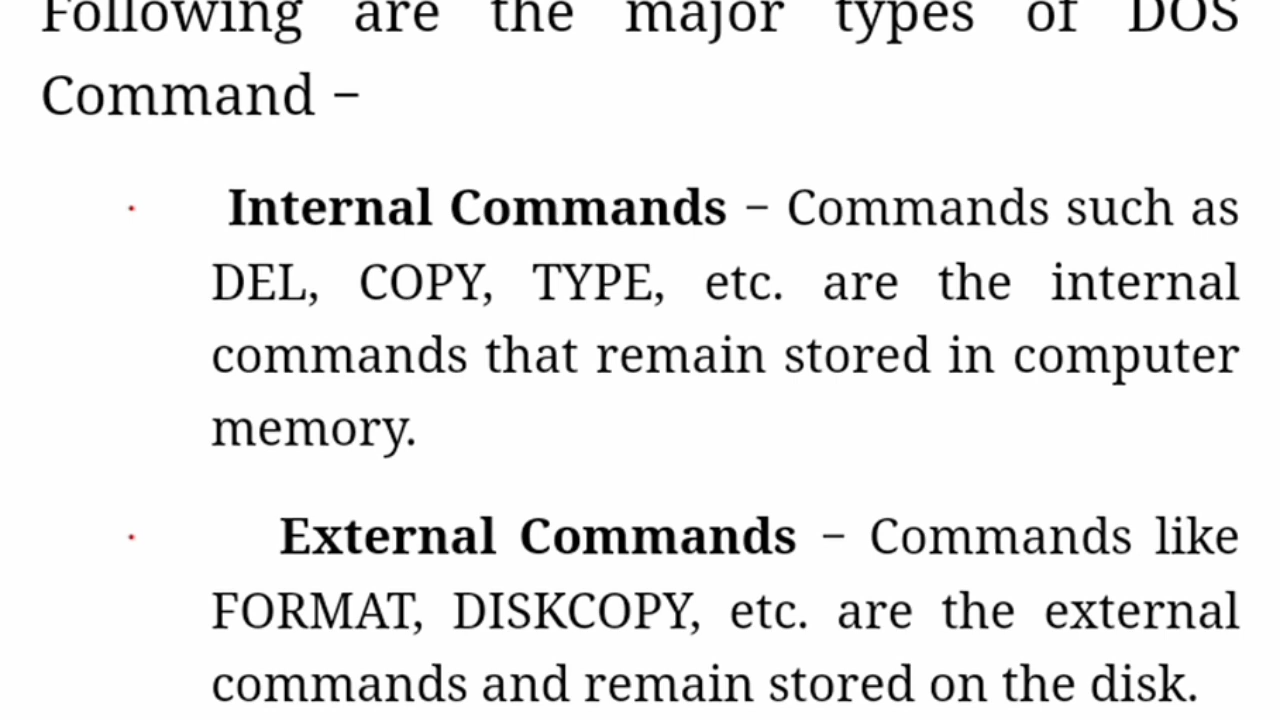 Following are the major types of DOS
Command –
· Internal Commands – Commands such as
DEL, COPY, TYPE, etc. are the internal
commands that remain stored in computer
memory.
· External Commands – Commands like
FORMAT, DISKCOPY, etc. are the external
commands and remain stored on the disk.